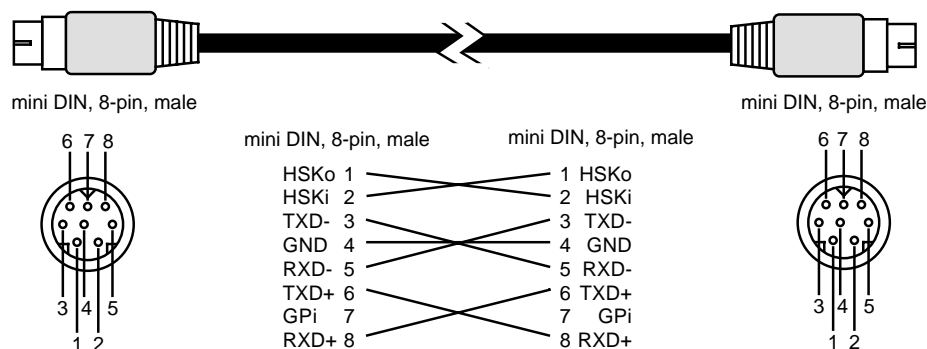 mini DIN, 8-pin, male
mini DIN, 8-pin, male
6 7 8
3 4 5
1 2
mini DIN, 8-pin, male
mini DIN, 8-pin, male
HSKo 1 1 HSKo
HSKi 2 2 HSKi
TXD- 3 3 TXD-
GND 4 4 GND
RXD- 5 5 RXD-
TXD+ 6 6 TXD+
GPi 7 7 GPi
RXD+ 8 8 RXD+
6 7 8
3 4 5
1 2